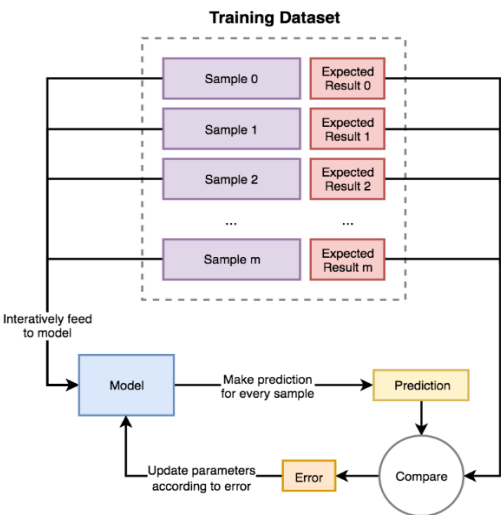 Training Dataset
Sample 0
Expected
Result 0
Sample 1
Expected
Result 1
Sample 2
Expected
Result 2
...
...
Sample m
Expected
Result m
Interatively feed
to model
Model
Make prediction
for every sample
Prediction
Update parameters
according to error
Error
Compare